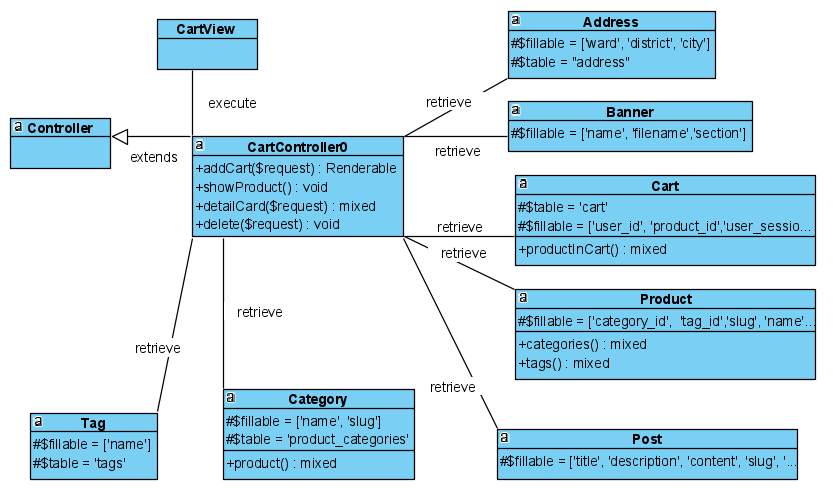 CartView
execute
a Controller
extends
a CartController0
+addCart($request) : Renderable
+showProduct() : void
+detailCard($request) : mixed
+delete($request) : void
a Address
#$fillable = ['ward', 'district', 'city']
#$table = "address"
retrieve
a Banner
#$fillable = ['name', 'filename','section']
retrieve
a Cart
#$table = 'cart'
#$fillable = ['user_id', 'product_id','user_sessio...
+productInCart() : mixed
retrieve
a Product
#$fillable = ['category_id', 'tag_id','slug', 'name'...
+categories() : mixed
+tags() : mixed
retrieve
a Post
#$fillable = ['title', 'description', 'content', 'slug', '...
retrieve
a Category
#$fillable = ['name', 'slug']
#$table = 'product_categories'
+product() : mixed
retrieve
a Tag
#$fillable = ['name']
#$table = 'tags'
retrieve